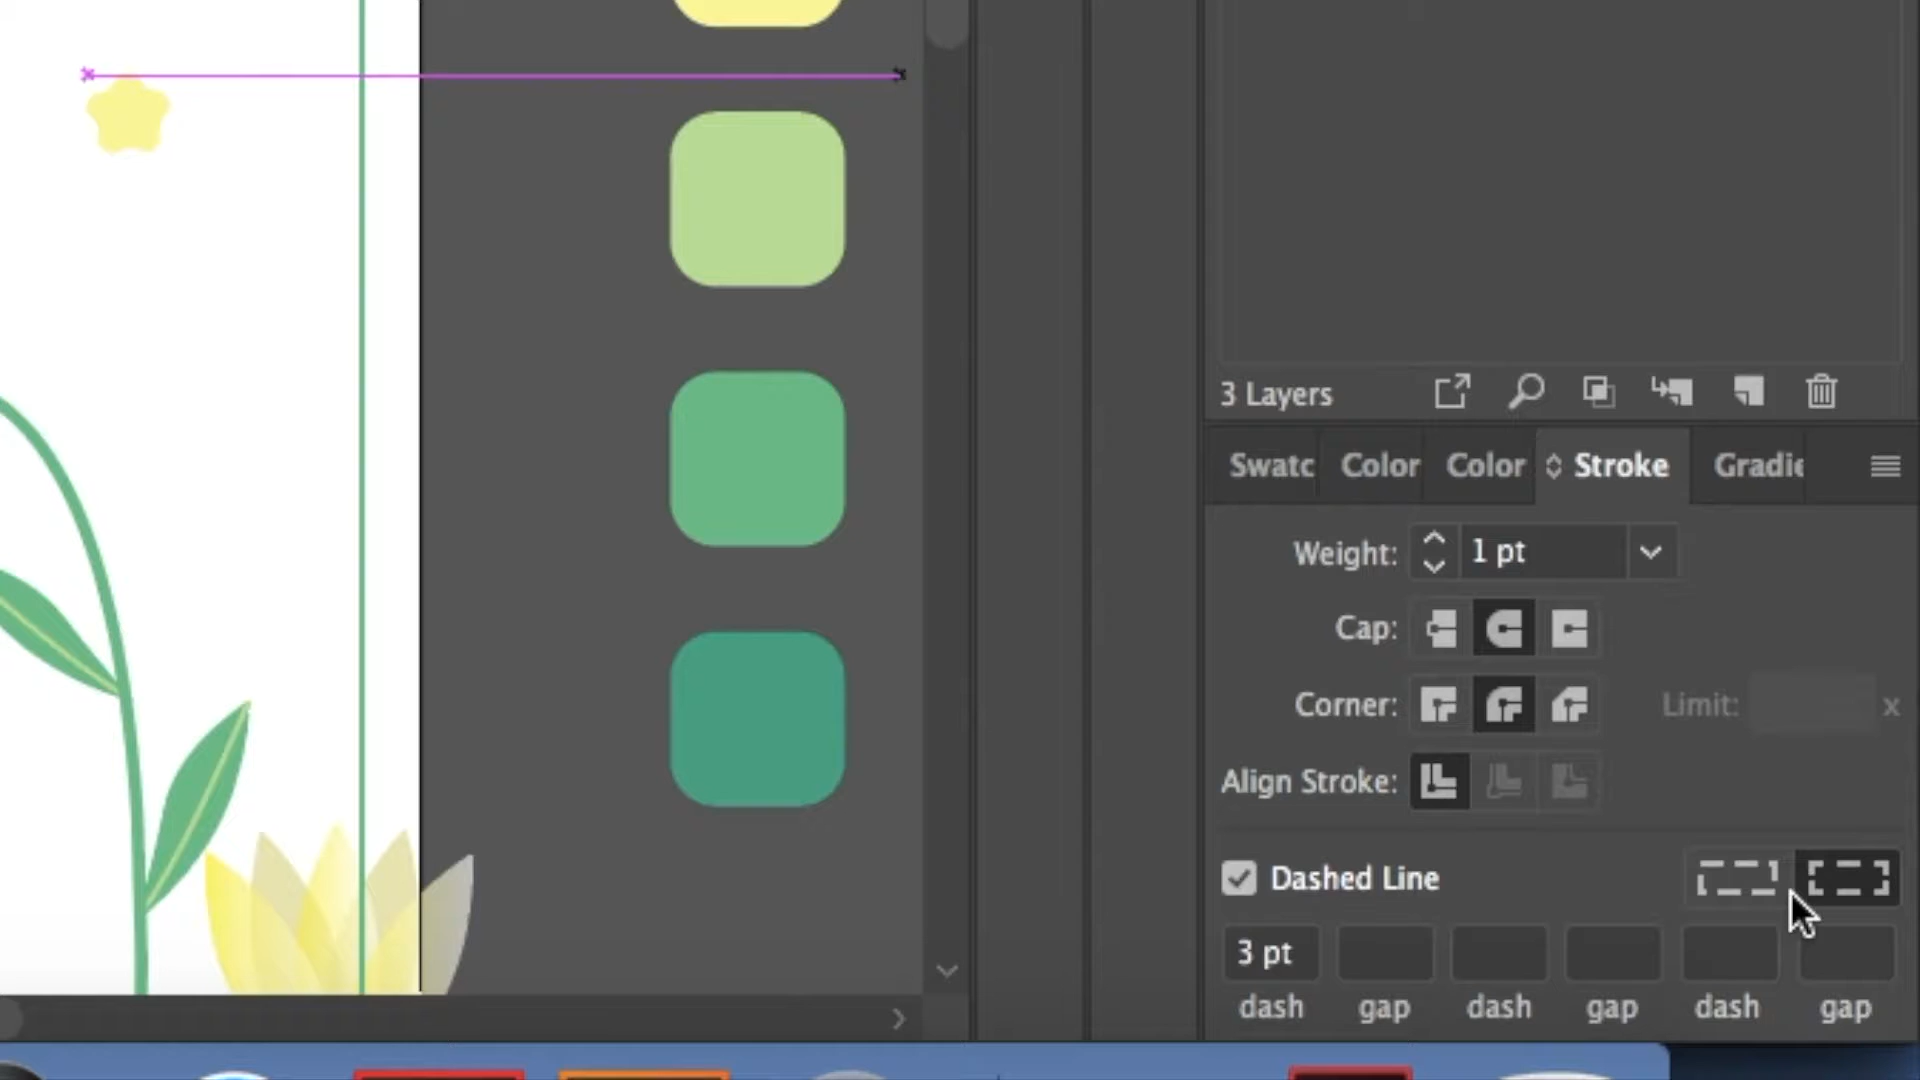 3 Layers
Swatc Color Color Stroke Gradie
Weight: 1 pt
Cap:
Corner: Limit: x
Align Stroke:
Dashed Line
3 pt
dash gap dash gap dash gap